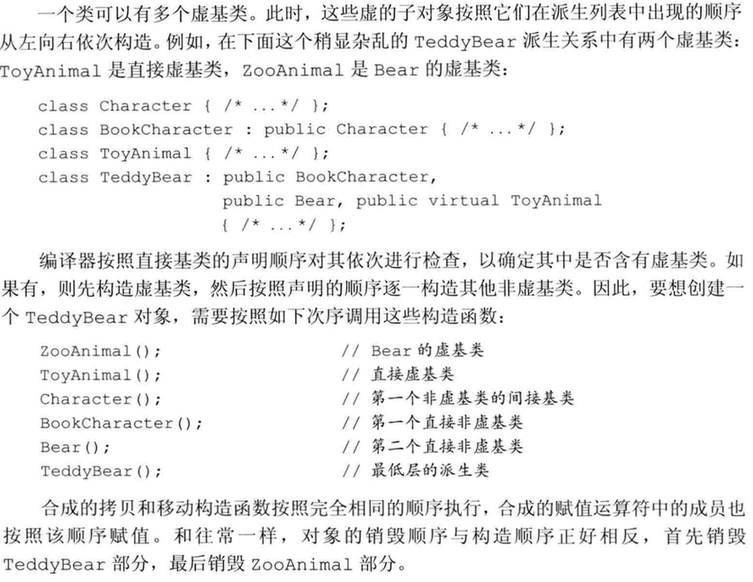 一个类可以有多个虚基类。此时，这些虚的子对象按照它们在派生列表中出现的顺序
从左向右依次构造。例如，在下面这个稍显杂乱的 TeddyBear 派生关系中有两个虚基类：
ToyAnimal 是直接虚基类，ZooAnimal 是 Bear 的虚基类：
class Character { /* ...*/ };
class BookCharacter : public Character { /* ...*/ };
class ToyAnimal { /* ...*/ };
class TeddyBear : public BookCharacter,
public Bear, public virtual ToyAnimal
{ /* ...*/ };
编译器按照直接基类的声明顺序对其依次进行检查，以确定其中是否含有虚基类。如
果有，则先构造虚基类，然后按照声明的顺序逐一构造其他非虚基类。因此，要想创建一
个 TeddyBear 对象，需要按照如下次序调用这些构造函数：
ZooAnimal(); // Bear 的虚基类
ToyAnimal(); // 直接虚基类
Character(); // 第一个非虚基类的间接基类
BookCharacter(); // 第一个直接非虚基类
Bear(); // 第二个直接非虚基类
TeddyBear(); // 最低层的派生类
合成的拷贝和移动构造函数按照完全相同的顺序执行，合成的赋值运算符中的成员也
按照该顺序赋值。和往常一样，对象的销毁顺序与构造顺序正好相反，首先销毁
TeddyBear 部分，最后销毁 ZooAnimal 部分。